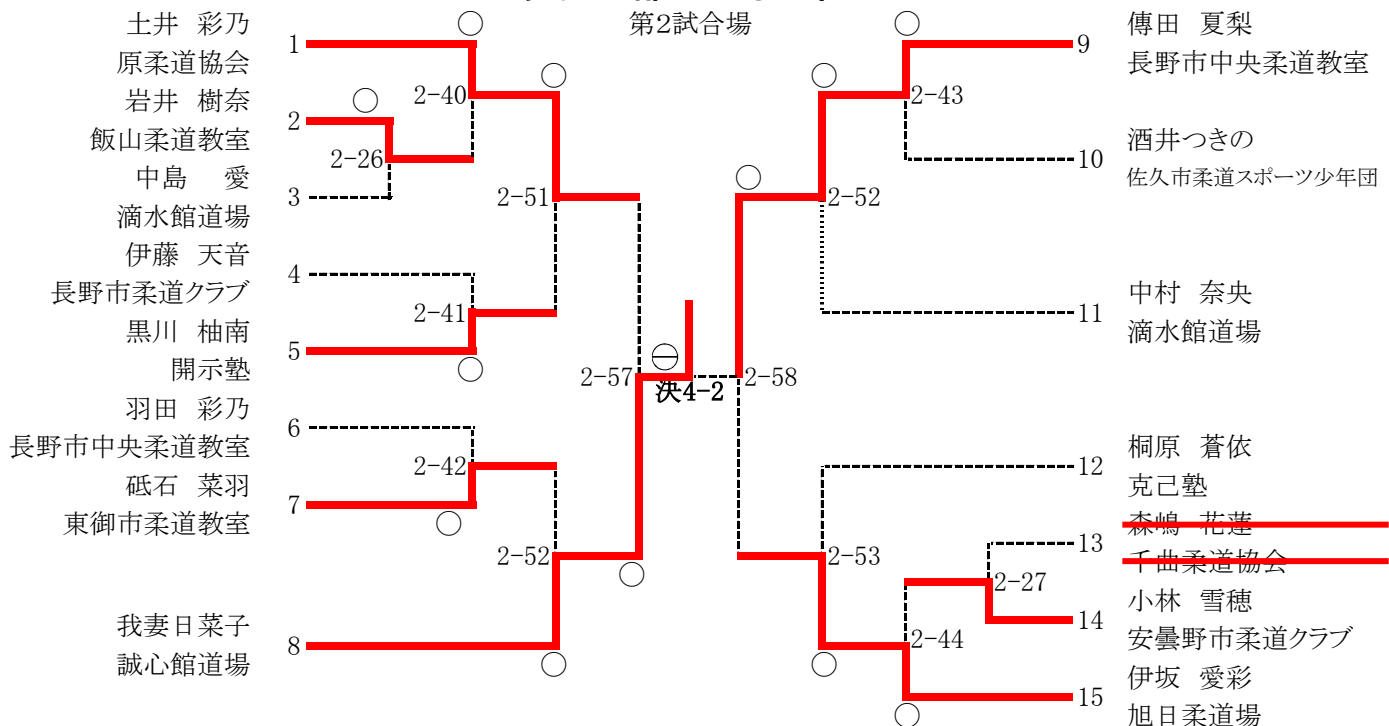 第2試合場
土井 彩乃
1
原柔道協会
岩井 樹奈
2
飯山柔道教室
中島 愛
3
滴水館道場
伊藤 天音
4
長野市柔道クラブ
黒川 柚南
5
開示塾
羽田 彩乃
6
長野市中央柔道教室
砥石 菜羽
7
東御市柔道教室
我妻日菜子
8
誠心館道場
2-26
2-40
2-41
2-42
2-51
2-52
2-57
決4-2
2-58
2-52
2-53
2-43
2-44
2-27
傳田 夏梨
9
長野市中央柔道教室
酒井つきの
10
佐久市柔道スポーツ少年団
中村 奈央
11
滴水館道場
桐原 蒼依
12
克己塾
森嶋 花蓮
13
千曲柔道協会
小林 雪穂
14
安曇野市柔道クラブ
伊坂 愛彩
15
旭日柔道場